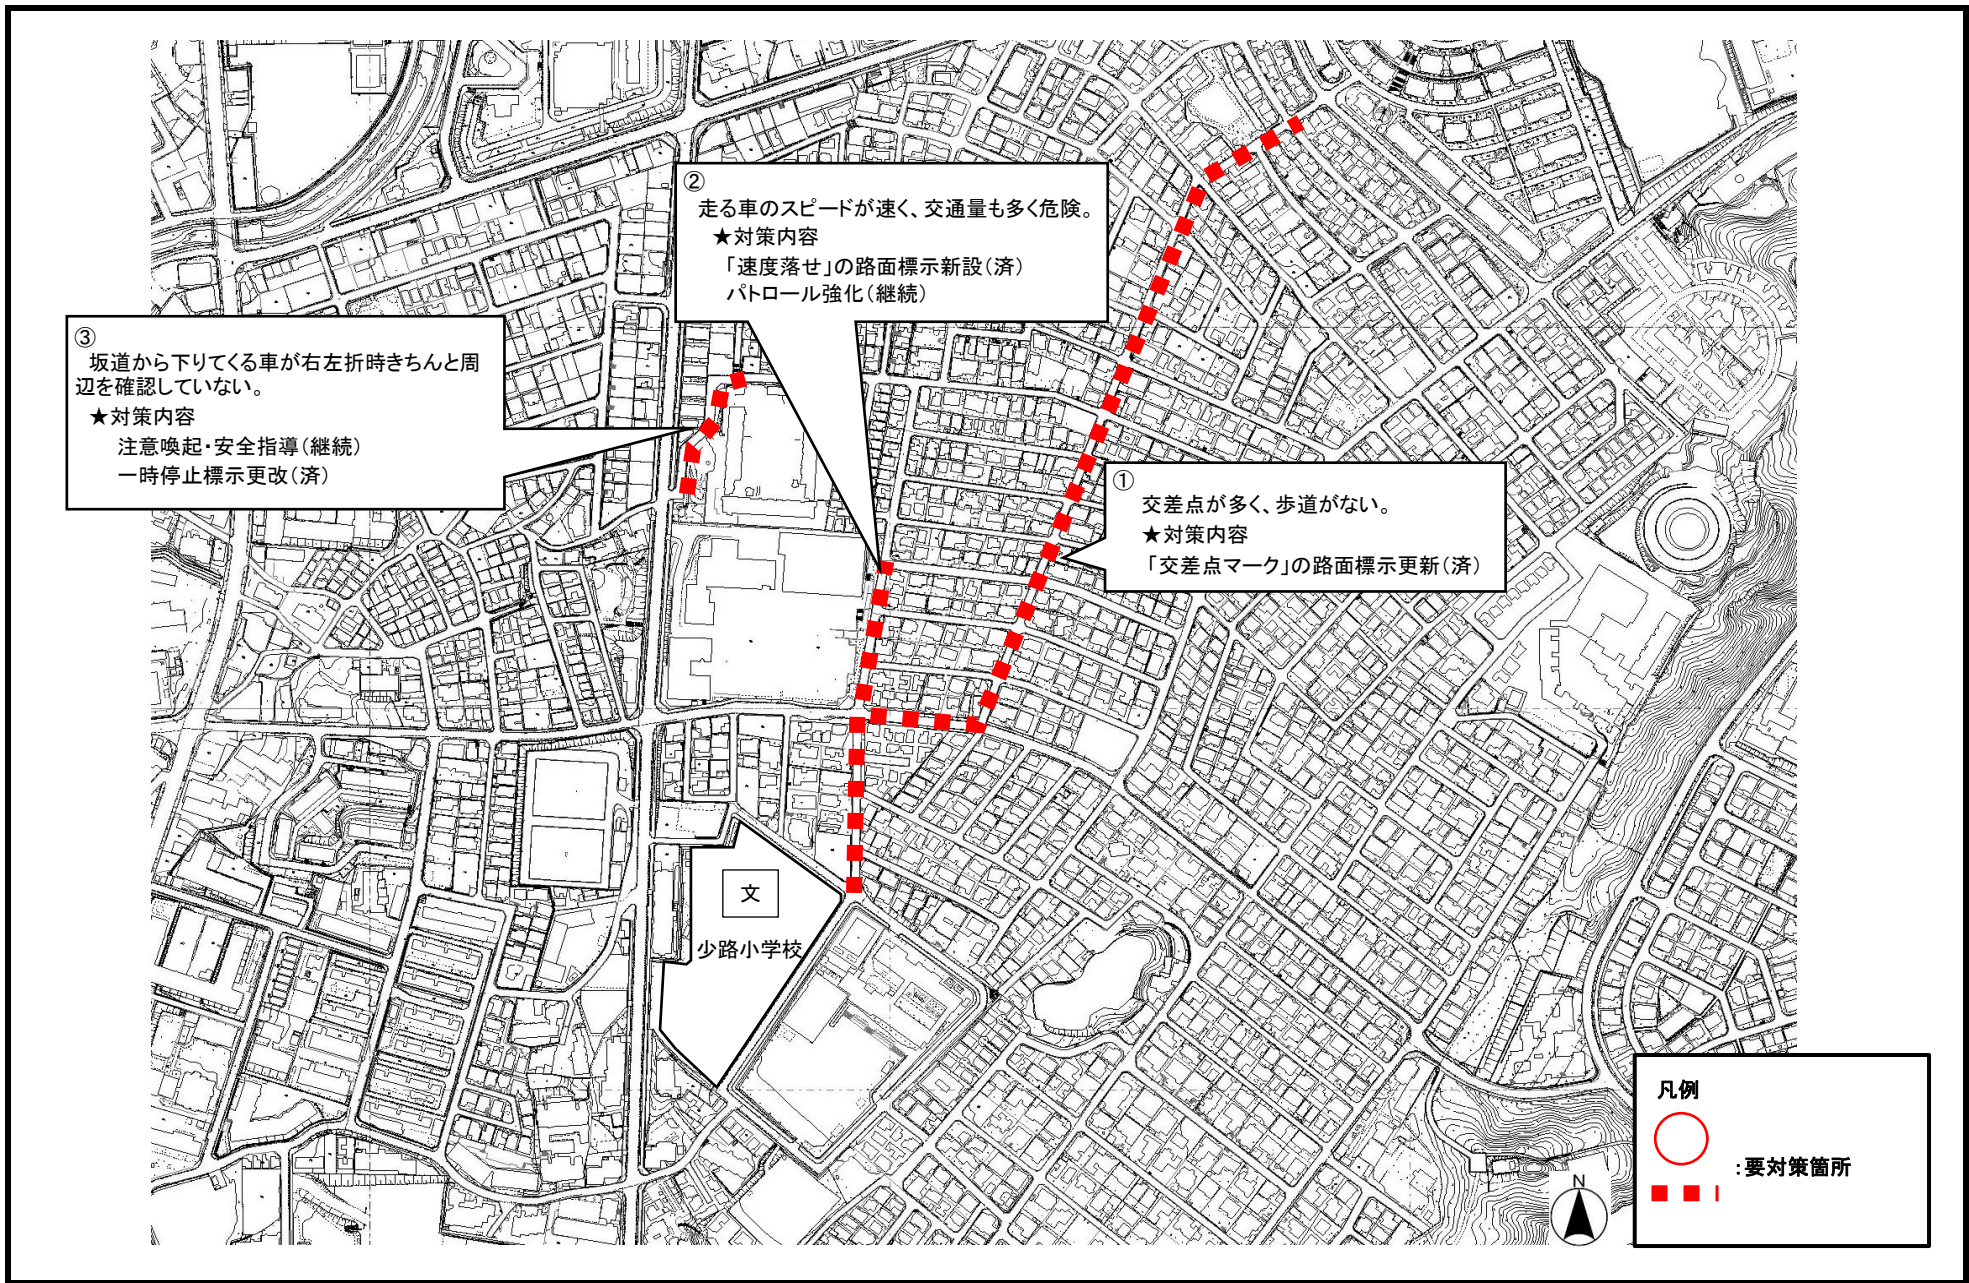 ②
走る車のスピードが速く、交通量も多く危険。
★対策内容
「速度落せ」の路面標示新設(済)
パトロール強化(継続)
③
坂道から下りてくる車が右左折時きちんと周
辺を確認していない。
★対策内容
注意喚起・安全指導(継続)
一時停止標示更改(済)
①
交差点が多く、歩道がない。
★対策内容
「交差点マーク」の路面標示更新(済)
文
少路小学校
凡例
:要対策箇所
N